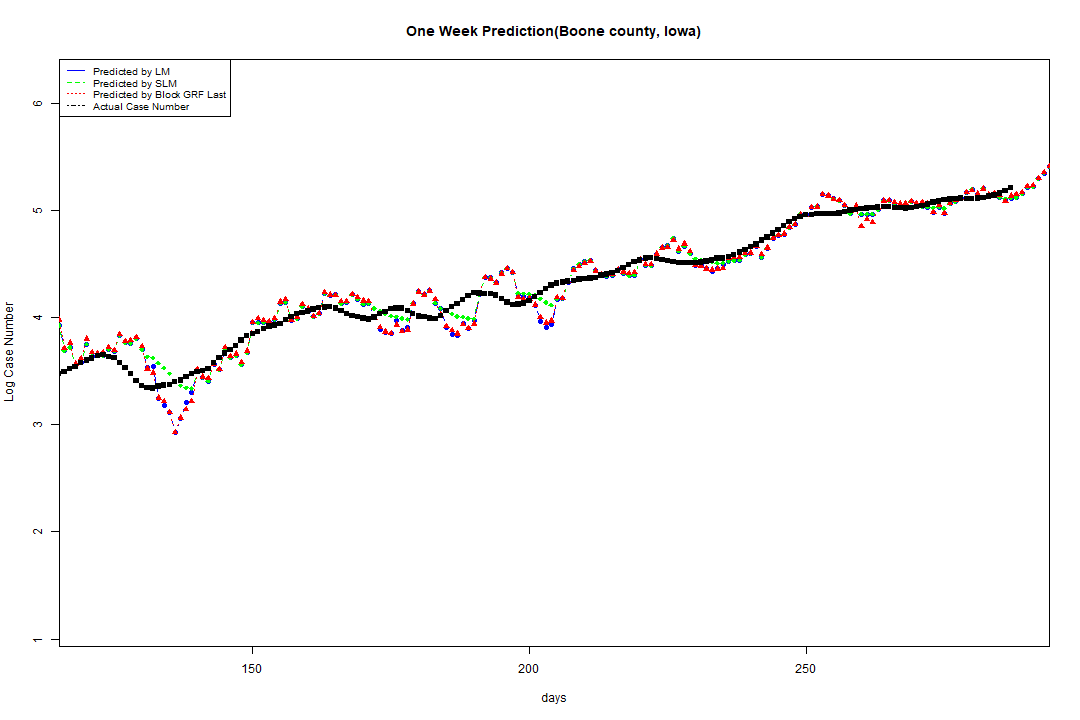 One Week Prediction(Boone county, Iowa)
Predicted by LM
Predicted by SLM
Predicted by Block GRF Last
Actual Case Number
6
5
4
3
2
1
Log Case Number
150
200
250
days